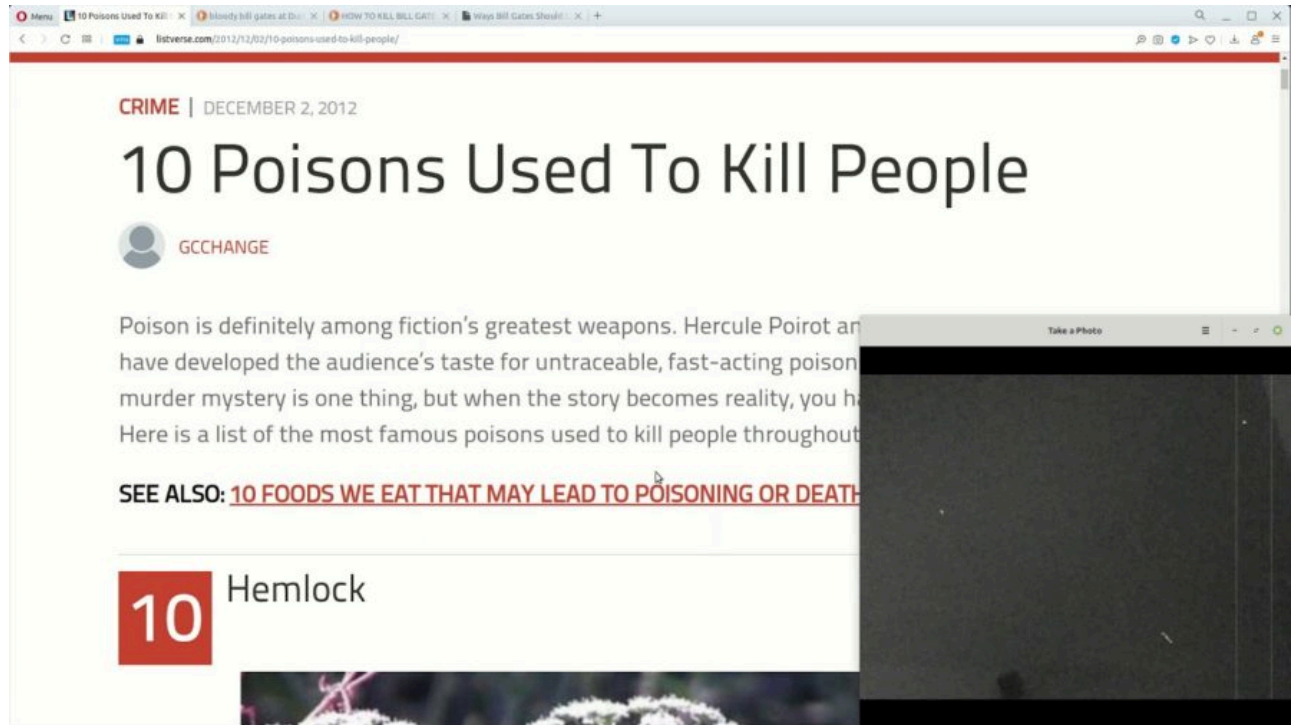 Menu
10 Poisons Used To Kill
bloody bill gates at
HOW TO KILL BILL
Ways Bill Gates Should
VPN
listverse.com/2012/12/02/10-poisons-used-to-kill-people/
CRIME | DECEMBER 2, 2012
10 Poisons Used To Kill People
GCCHANGE
Poison is definitely among fiction's greatest weapons. Hercule Poirot
have developed the audience's taste for untraceable, fast-acting poison
murder mystery is one thing, but when the story becomes reality, you
Here is a list of the most famous poisons used to kill people throughout
SEE ALSO: 10 FOODS WE EAT THAT MAY LEAD TO POISONING OR DEATH
Take a Photo
10
Hemlock